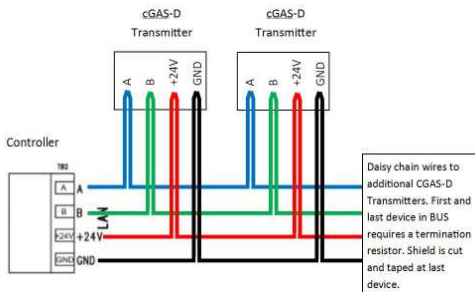 cGAS-D
Transmitter
cGAS-D
Transmitter
A
B
+24V
GND
A
B
+24V
GND
Controller
TB2
A
A
B
B
LAN
+24V
+24V
GND
GND
Daisy chain wires to
additional CGAS-D
Transmitters. First and
last device in BUS
requires a termination
resistor. Shield is cut
and taped at last
device.